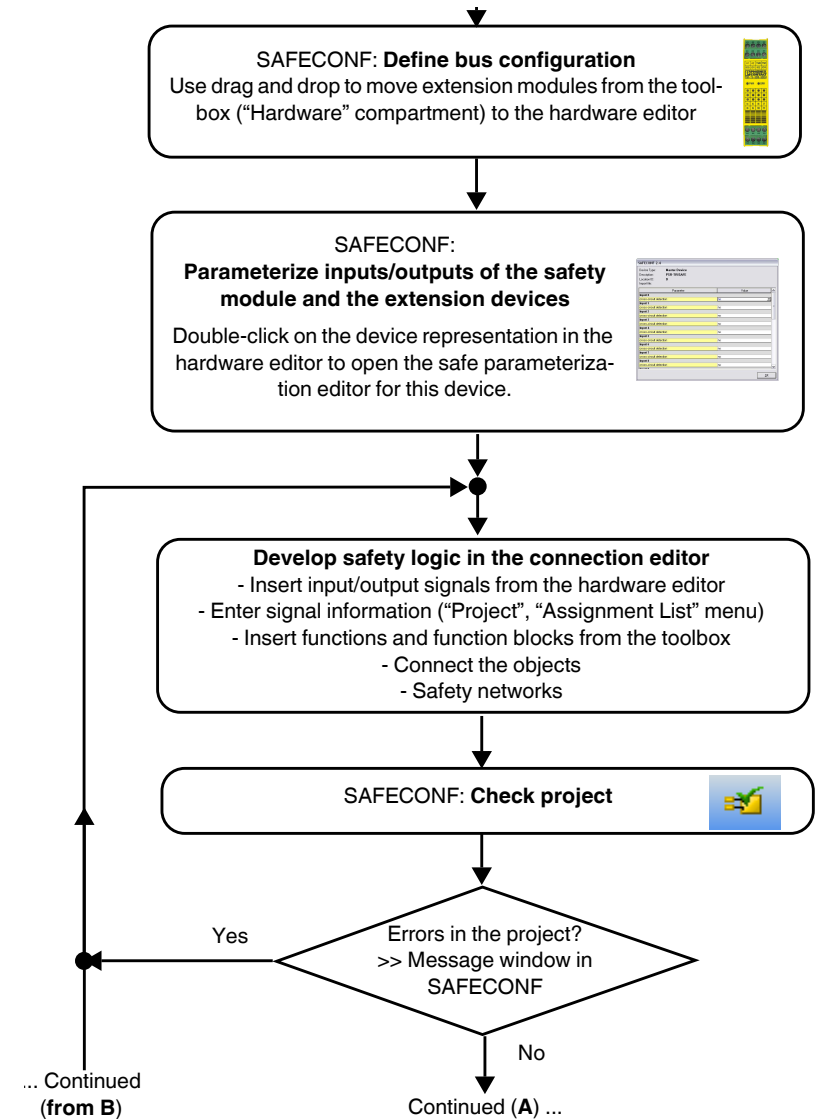 SAFECONF: Define bus configuration
Use drag and drop to move extension modules from the tool-
box (“Hardware” compartment) to the hardware editor
SAFECONF:
Parameterize inputs/outputs of the safety
module and the extension devices
Double-click on the device representation in the
hardware editor to open the safe parameteriza-
tion editor for this device.
Develop safety logic in the connection editor
- Insert input/output signals from the hardware editor
- Enter signal information (“Project”, “Assignment List” menu)
- Insert functions and function blocks from the toolbox
- Connect the objects
- Safety networks
SAFECONF: Check project
Errors in the project?
>> Message window in
SAFECONF
Yes
No
... Continued
(from B)
Continued (A) ...